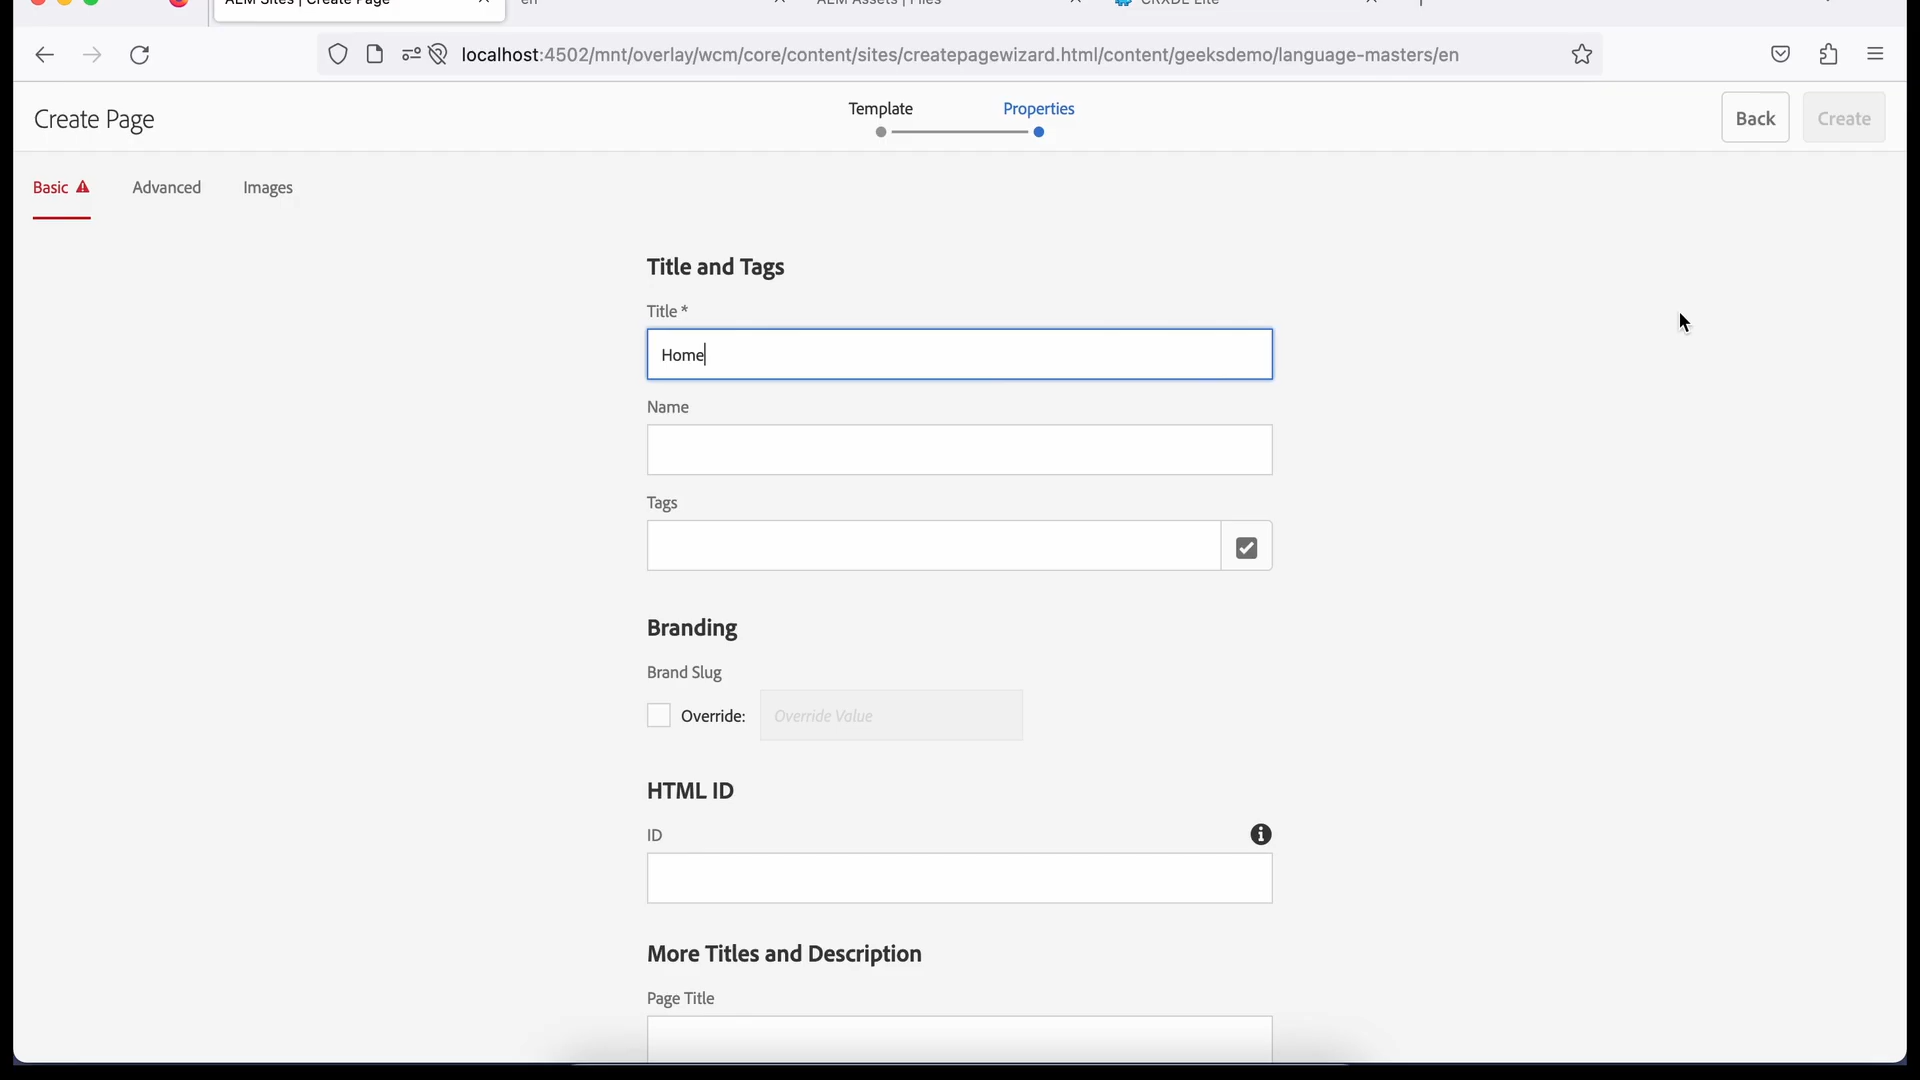 AEM Sites | Create Page
en
AEM Assets | Files
CRXDE Lite
localhost:4502/mnt/overlay/wcm/core/content/sites/createpagewizard.html/content/geeksdemo/language-masters/en
Create Page
Template
Properties
Back
Create
Basic
Advanced
Images
Title and Tags
Title *
Home
Name
Tags
Branding
Brand Slug
Override:
Override Value
HTML ID
ID
More Titles and Description
Page Title